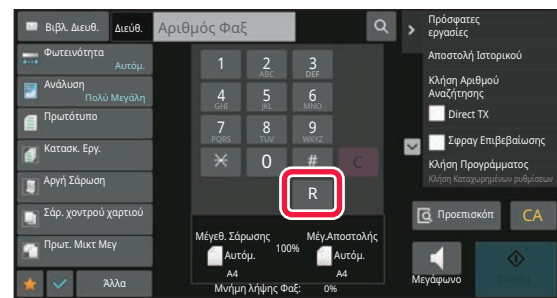 Βιβλ. Διευθ.
Διεύθ.
Αριθμός Φαξ
Φωτεινότητα
Αυτόμ.
Ανάλυση
Πολύ Μεγάλη
Πρωτότυπο
Κατασκ. Εργ.
Αργή Σάρωση
Σάρ. χοντρού χαρτιού
Πρωτ. Μικτ Μεγ
Άλλα
1
2
ABC
3
DEF
4
GHI
5
JKL
6
MNO
7
PQRS
8
TUV
9
WXYZ
0
#
C
R
Μέγεθ. Σάρωσης
100%
Μέγ.Αποστολής
Αυτόμ.
Αυτόμ.
A4
A4
Μνήμη λήψης Φαξ: 0%
Πρόσφατες
εργασίες
Αποστολή Ιστορικού
Κλήση Αριθμού
Αναζήτησης
Direct TX
Σφραγ Επιβεβαίωσης
Κλήση Προγράμματος
Κλήση Καταχωρημένων ρυθμίσεων
Προεπισκόπ
CA
Μεγάφωνο
Έναρξη